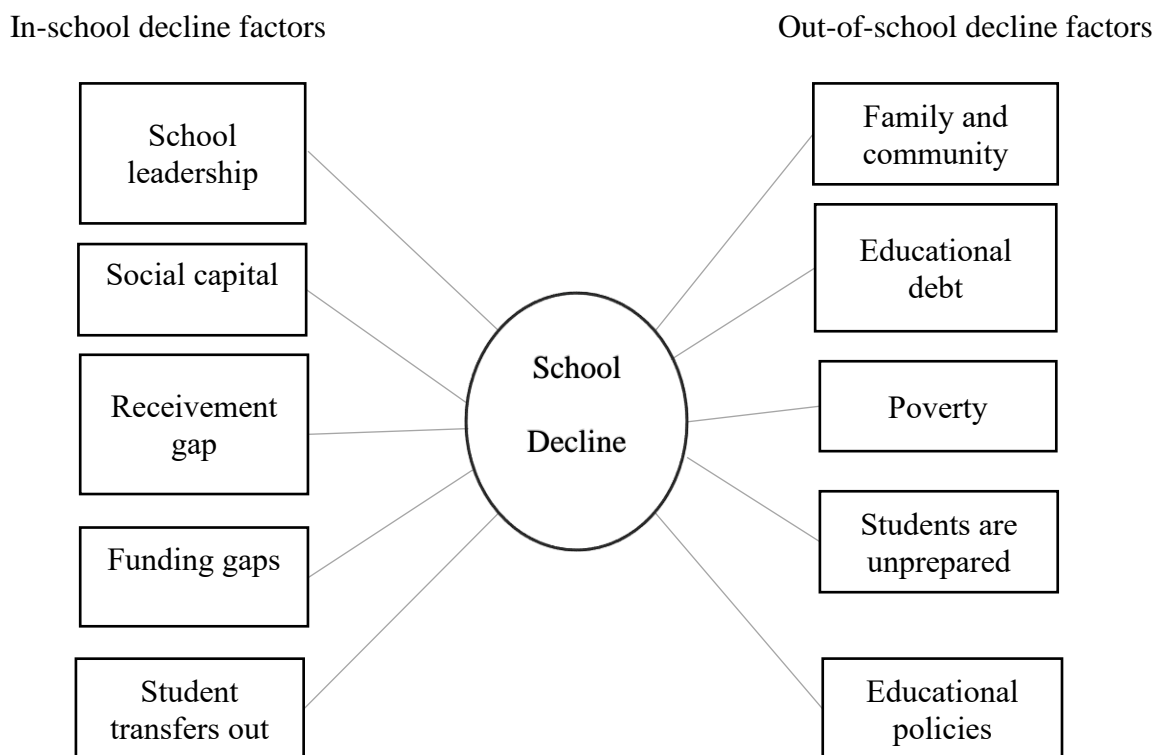 In-school decline factors
Out-of-school decline factors
School
leadership
Social capital
Receivement
gap
Funding gaps
Student
transfers out
School
Decline
Family and
community
Educational
debt
Poverty
Students are
unprepared
Educational
policies